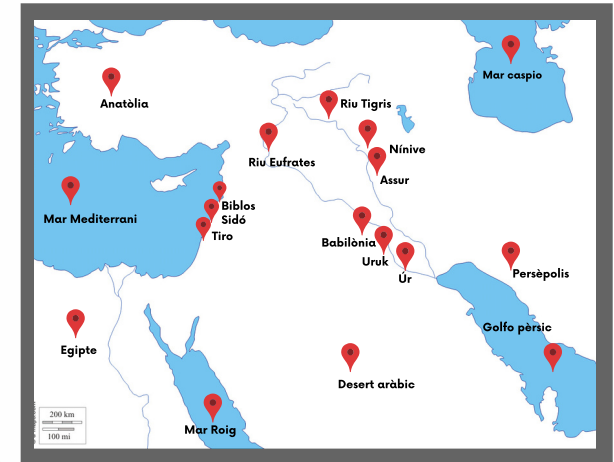 Mar caspio
Anatòlia
Riu Tigris
Nínive
Riu Eufrates
Assur
Biblos
Mar Mediterrani
Sidó
Tiro
Babilònia
Uruk
Persèpolis
Úr
Golfo pèrsic
Egipte
Desert aràbic
200 km
Mar Roig
100 mi